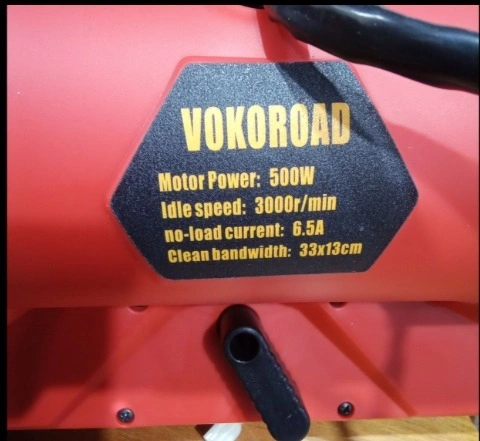 VOKOROAD
Motor Power: 500W
Idle speed: 3000r/min
no-load current: 6.5A
Clean bandwidth: 33x13cm